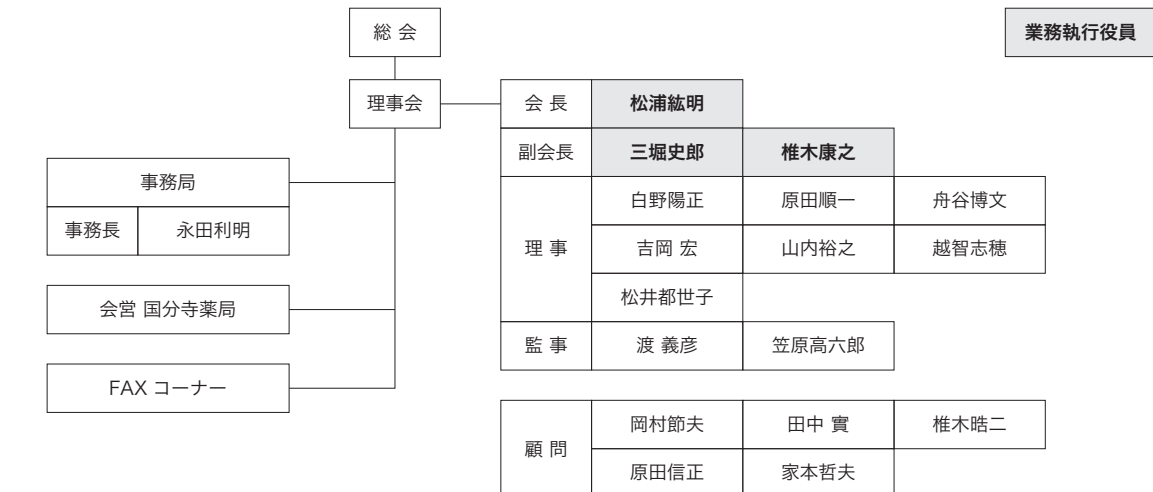 総 会
業務執行役員
理事会
会 長 松浦紘明
副会長 三堀史郎 椎木康之
事務局
事務長 永田利明
会営 国分寺薬局
FAX コーナー
理 事
白野陽正 原田順一 舟谷博文
吉岡 宏 山内裕之 越智志穂
松井都世子
監 事 渡 義彦 笠原高六郎
顧 問
岡村節夫 田中 實 椎木晧二
原田信正 家本哲夫